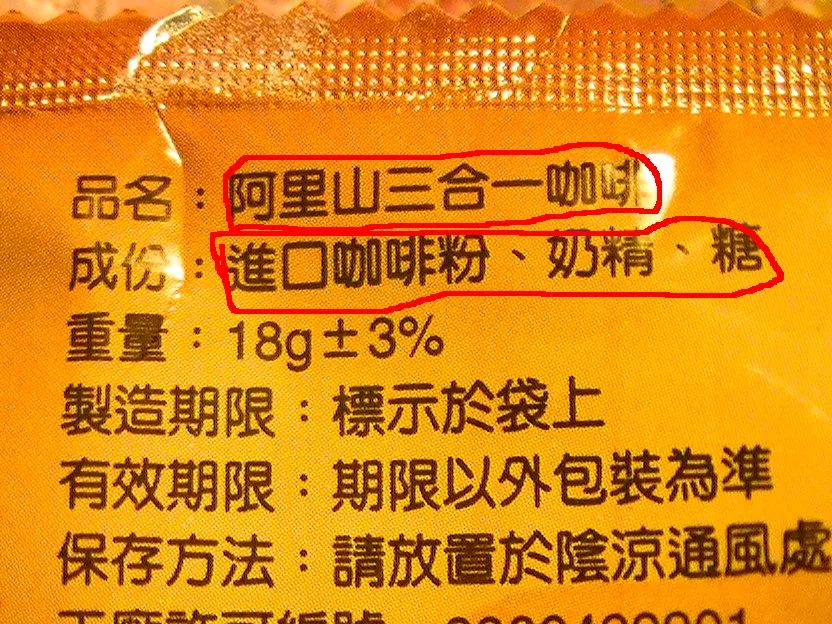 品名：阿里山三合一咖啡
成份：進口咖啡粉、奶精、糖
重量：18g±3%
製造期限：標示於袋上
有效期限：期限以外包裝為準
保存方法：請放置於陰涼通風處